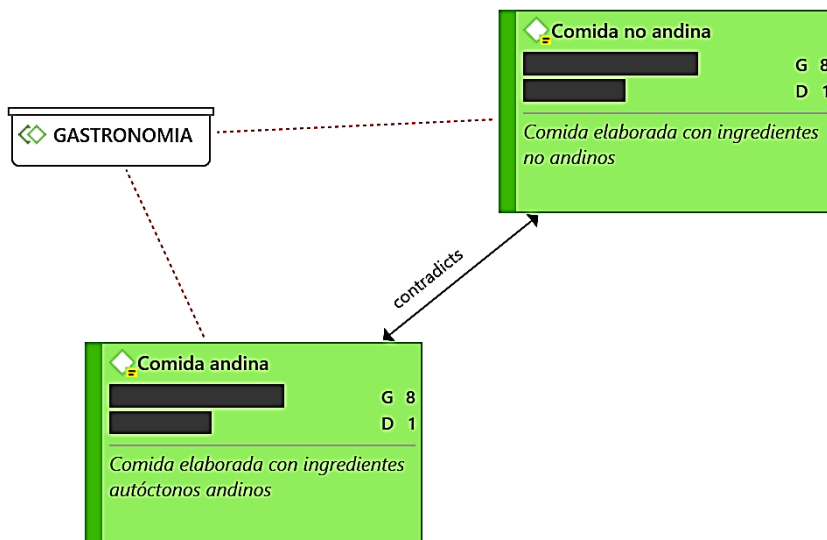 Comida no andina
G 8
D 1
Comida elaborada con ingredientes
no andinos
GASTRONOMIA
contradicts
Comida andina
G 8
D 1
Comida elaborada con ingredientes
autóctonos andinos